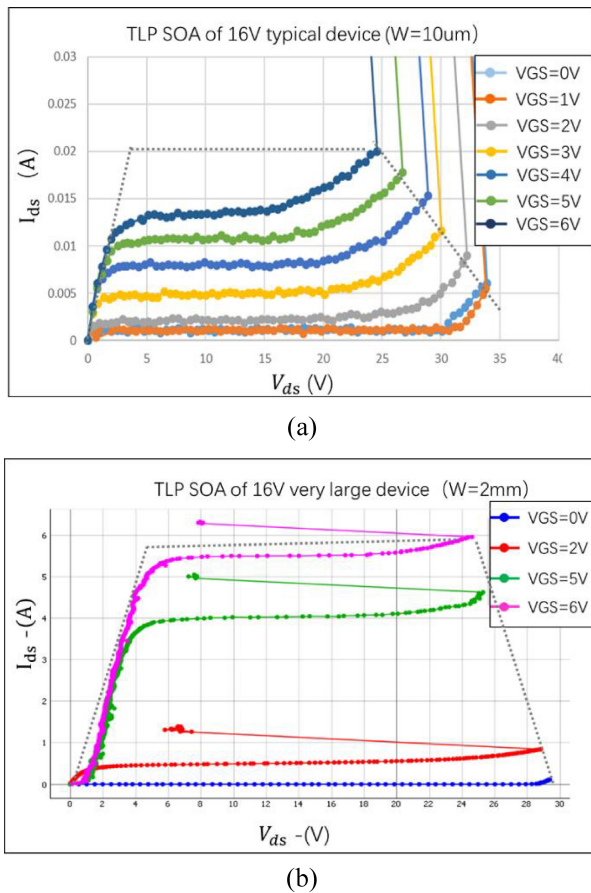 TLP SOA of 16V typical device (W=10um)
0.03
0.025
0.02
0.015
0.01
0.005
0
I_ds (A)
VGS=0V
VGS=1V
VGS=2V
VGS=3V
VGS=4V
VGS=5V
VGS=6V
0 5 10 15 20 25 30 35 40
V_ds (V)
(a)
TLP SOA of 16V very large device (W=2mm)
6
5
4
3
2
1
0
I_ds -(A)
VGS=0V
VGS=2V
VGS=5V
VGS=6V
0 2 4 6 8 10 12 14 16 18 20 22 24 26 28 30
V_ds -(V)
(b)